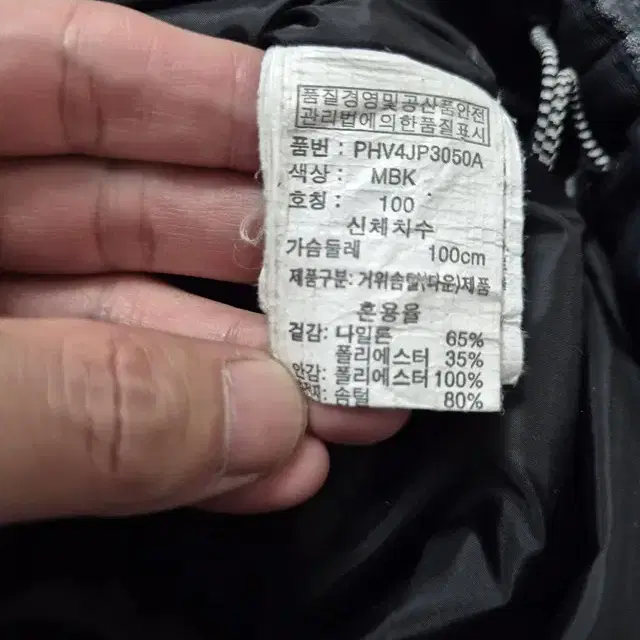 품질경영및공산품안전
관리법에의한품질표시
품번 : PHV4JP3050A
색상 : MBK
호칭 : 100
신체치수
가슴둘레 100cm
제품구분: 거위솜털(다운)제품
혼용율
겉감: 나일론 65%
폴리에스터 35%
안감: 폴리에스터 100%
솜털 80%